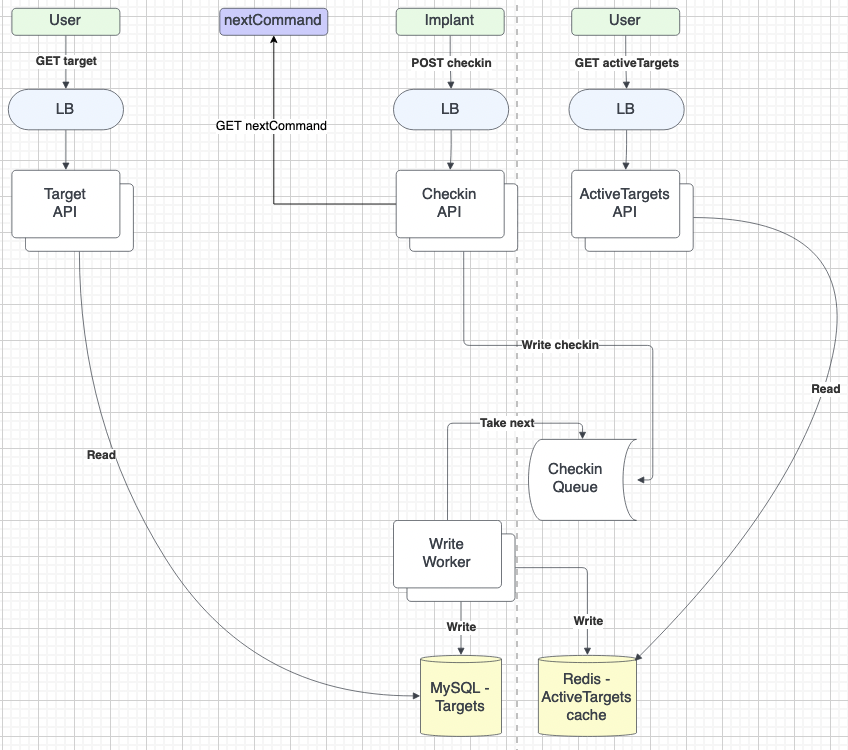 User
nextCommand
Implant
User
GET target
POST checkin
GET activeTargets
LB
LB
LB
GET nextCommand
Target
API
Checkin
API
ActiveTargets
API
Write checkin
Read
Take next
Read
Checkin
Queue
Write
Worker
Write
Write
MySQL -
Targets
Redis -
ActiveTargets
cache